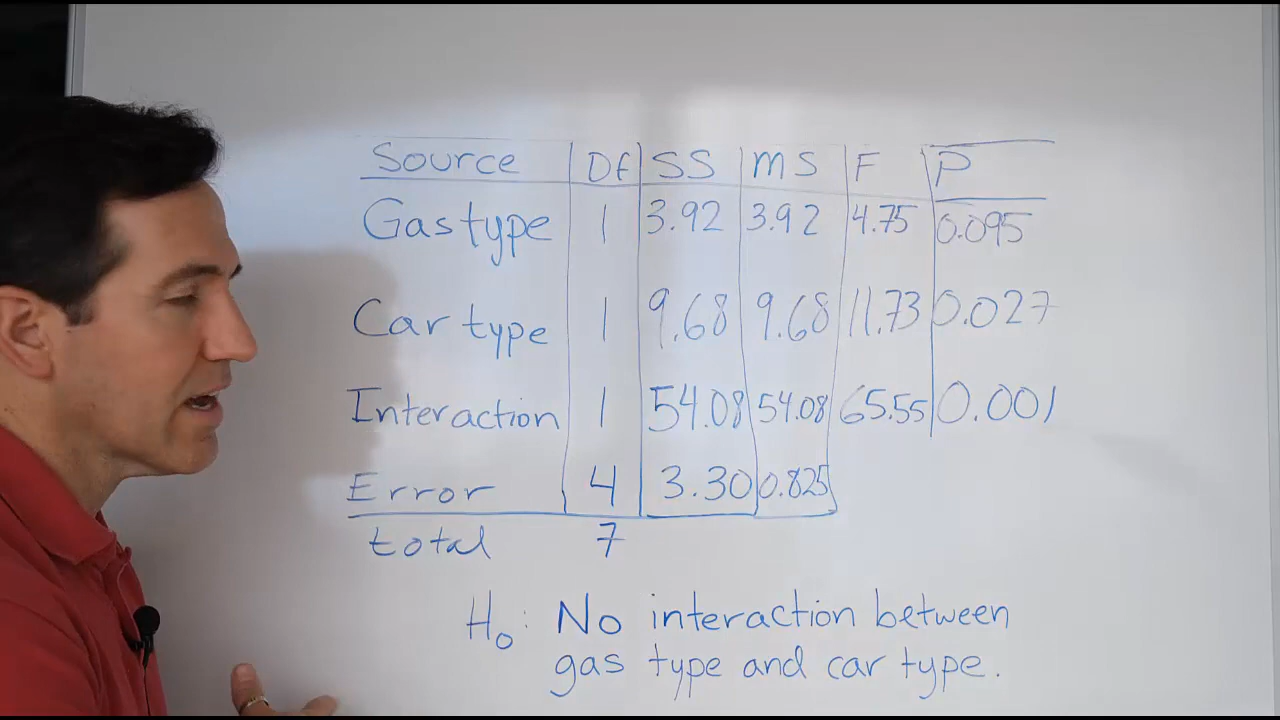 Source Df SS MS F P
Gas type 1 3.92 3.92 4.75 0.095
Car type 1 9.68 9.68 11.73 0.027
Interaction 1 54.08 54.08 65.55 0.001
Error 4 3.30 0.825
total 7
H₀: No interaction between
gas type and car type.